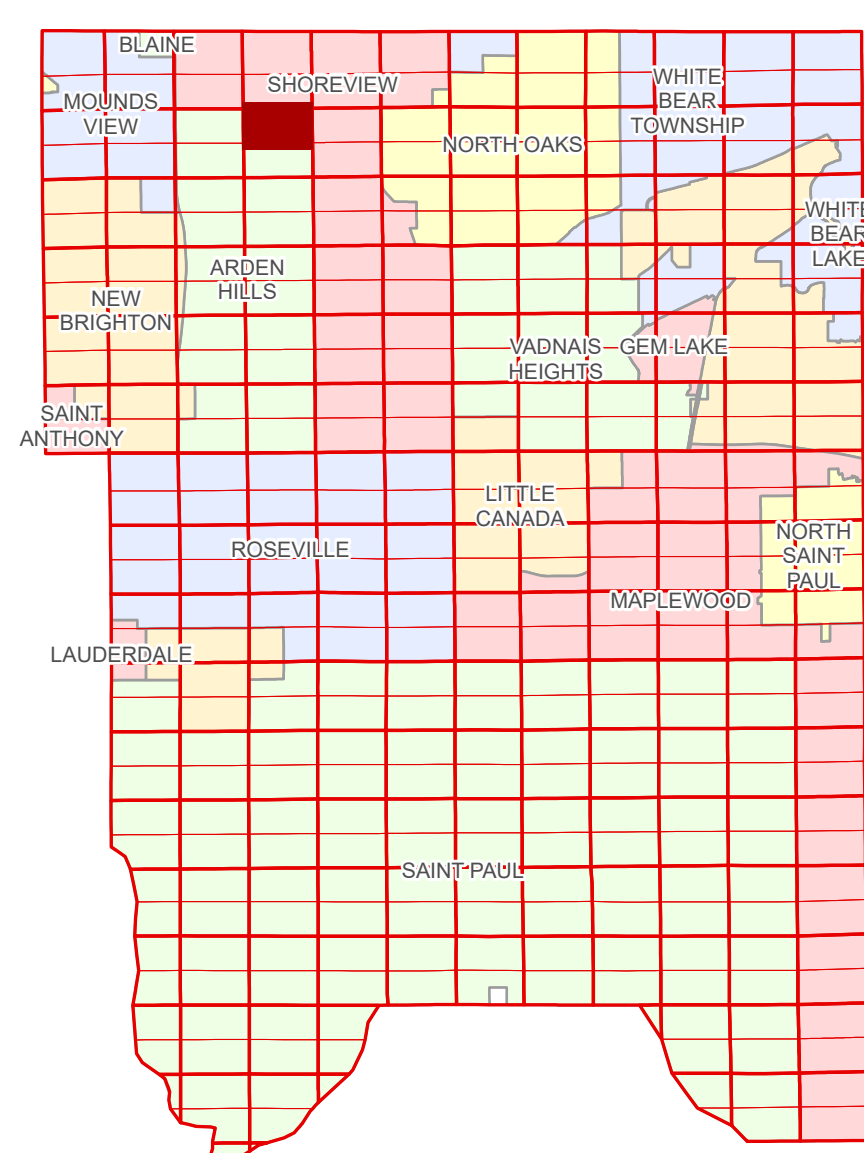 BLAINE
SHOREVIEW
MOUNDS
VIEW
WHITE
BEAR
TOWNSHIP
NORTH OAKS
WHITE
BEAR
LAKE
ARDEN
HILLS
NEW
BRIGHTON
VADNAIS
HEIGHTS
GEM LAKE
SAINT
ANTHONY
LITTLE
CANADA
ROSEVILLE
NORTH
SAINT
PAUL
MAPLEWOOD
LAUDERDALE
SAINT PAUL